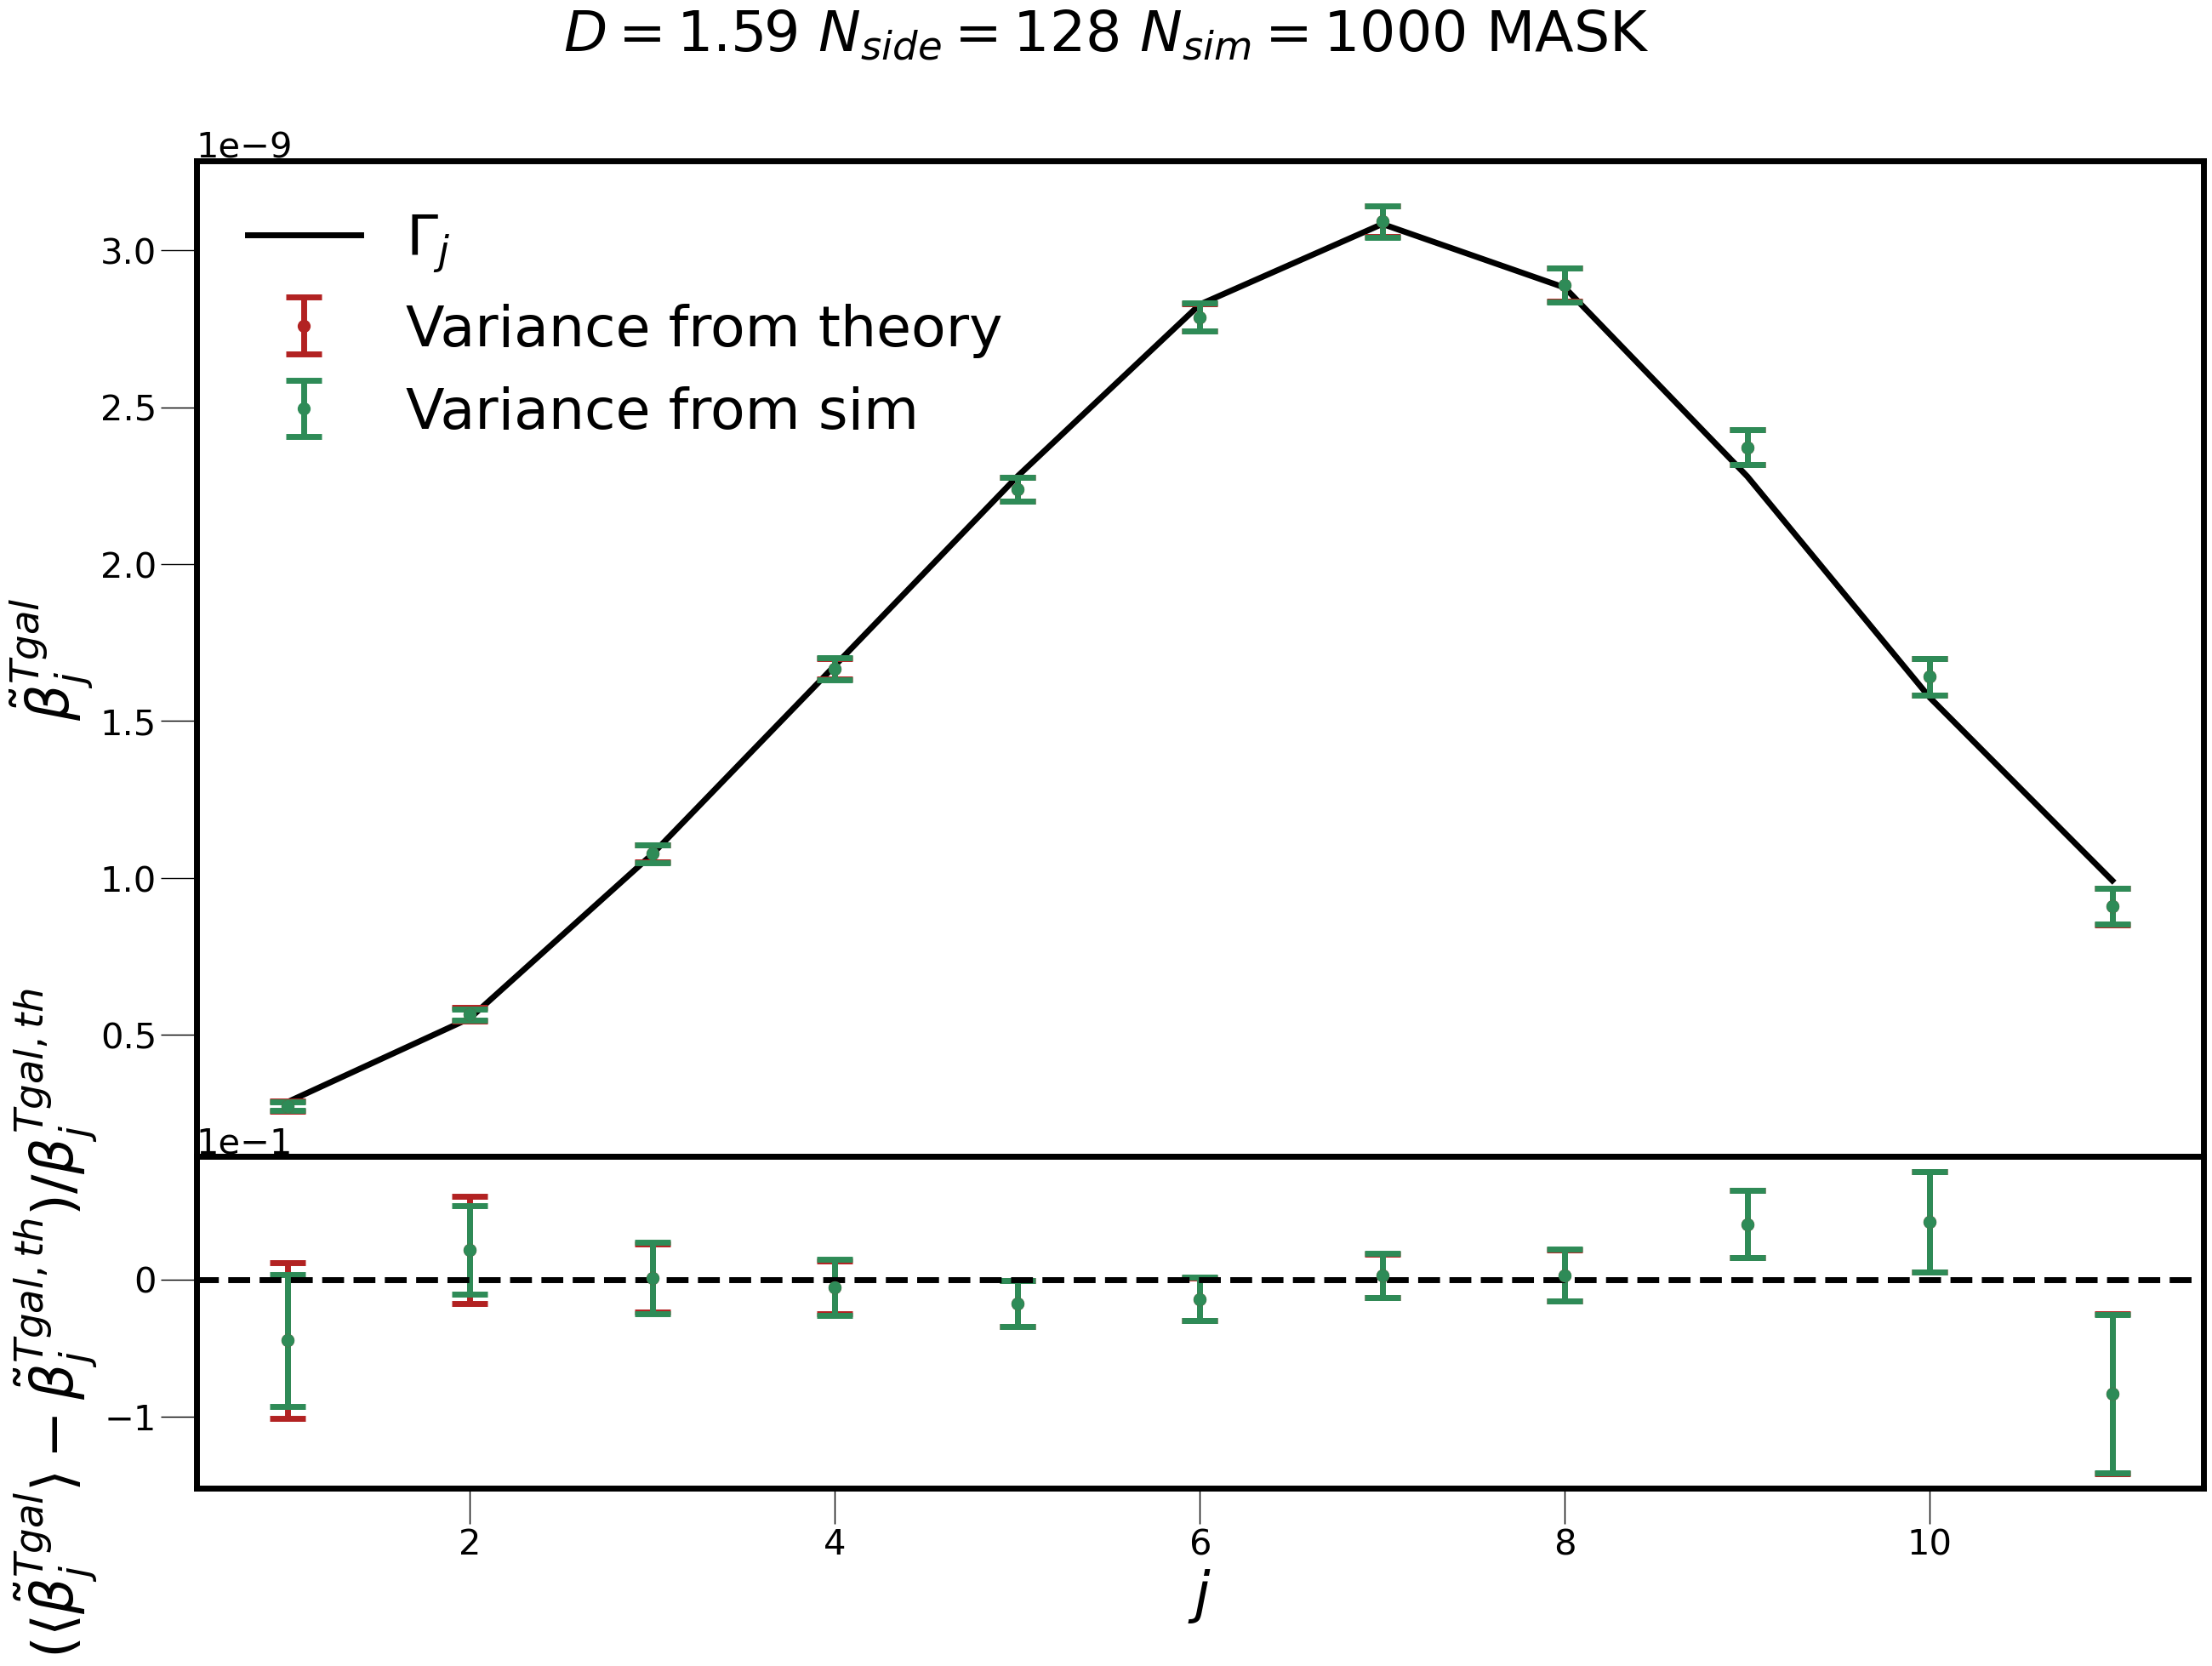 D = 1.59 N_side = 128 N_sim = 1000 MASK
1e−9
Γ_j
Variance from theory
Variance from sim
3.0
2.5
2.0
1.5
1.0
0.5
β̃_j^{Tgal}
1e−1
0
−1
(⟨β̃_j^{Tgal}⟩ − β̃_j^{Tgal, th})/β̃_j^{Tgal, th}
2 4 6 8 10
j